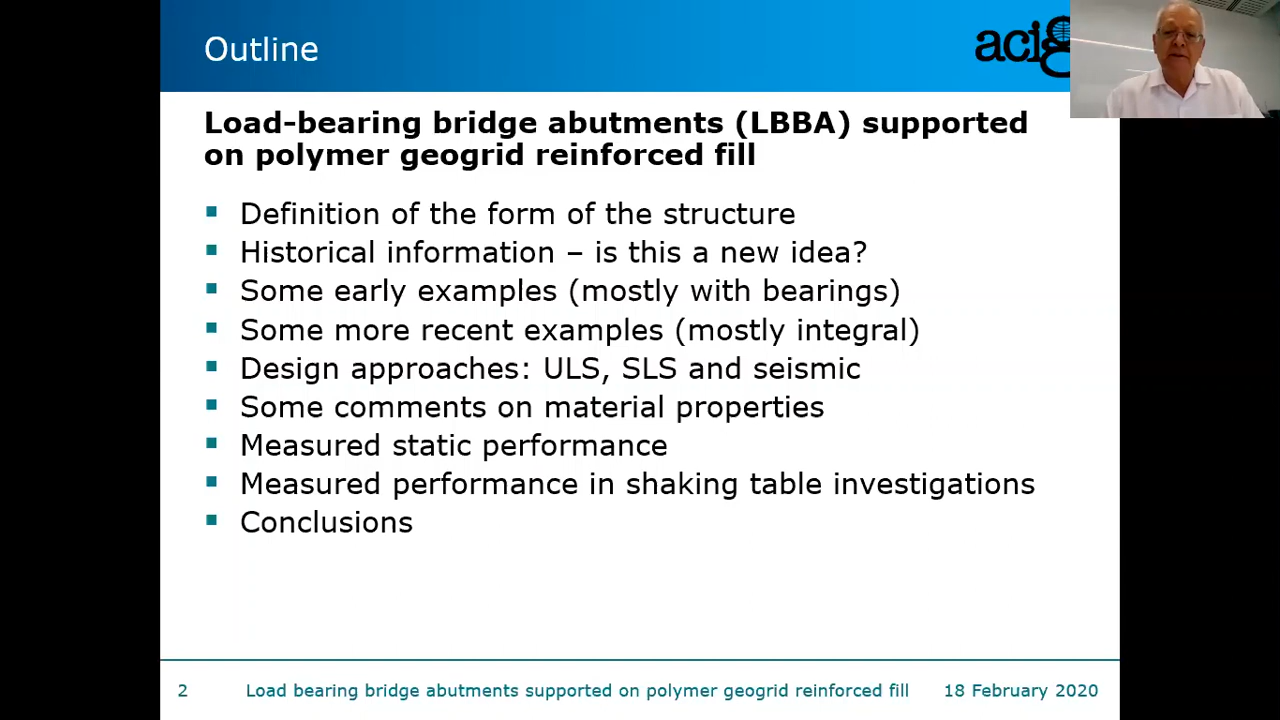 Outline
acig
Load-bearing bridge abutments (LBBA) supported
on polymer geogrid reinforced fill
Definition of the form of the structure
Historical information – is this a new idea?
Some early examples (mostly with bearings)
Some more recent examples (mostly integral)
Design approaches: ULS, SLS and seismic
Some comments on material properties
Measured static performance
Measured performance in shaking table investigations
Conclusions
2 Load bearing bridge abutments supported on polymer geogrid reinforced fill 18 February 2020